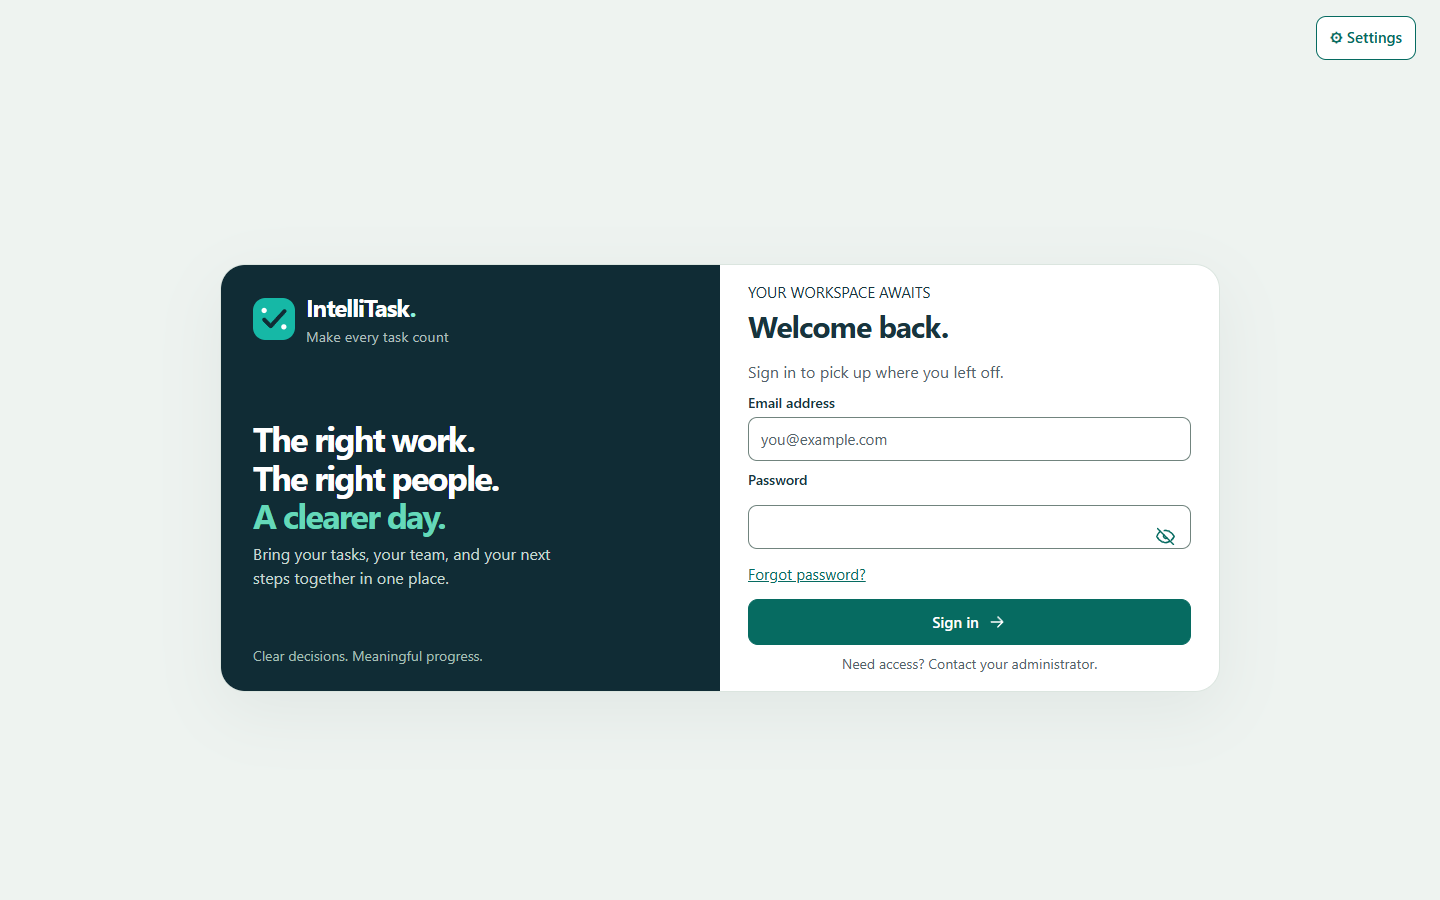 Settings
IntelliTask.
Make every task count
The right work.
The right people.
A clearer day.
Bring your tasks, your team, and your next
steps together in one place.
Clear decisions. Meaningful progress.
YOUR WORKSPACE AWAITS
Welcome back.
Sign in to pick up where you left off.
Email address
you@example.com
Password
Forgot password?
Sign in →
Need access? Contact your administrator.